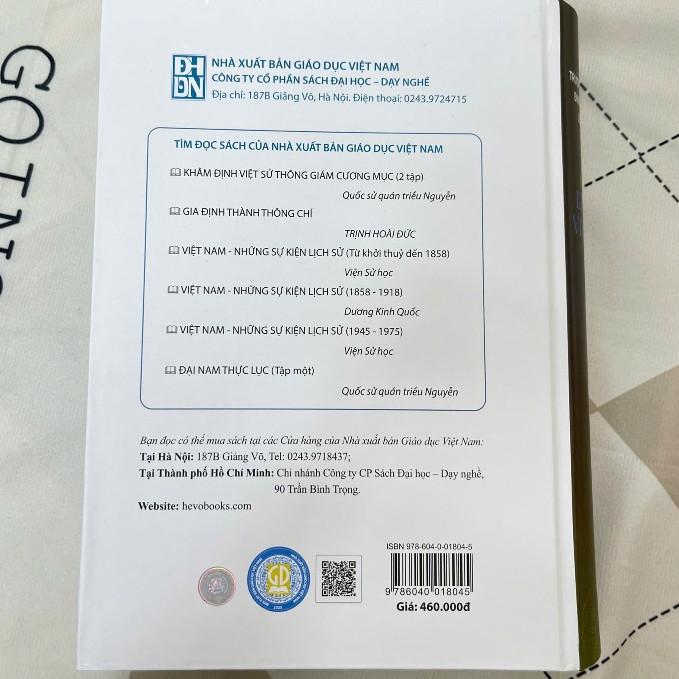 GOTNG
ĐH
DN
NHÀ XUẤT BẢN GIÁO DỤC VIỆT NAM
CÔNG TY CỔ PHẦN SÁCH ĐẠI HỌC – DẠY NGHỀ
Địa chỉ: 187B Giảng Võ, Hà Nội. Điện thoại: 0243.9724715
TÌM ĐỌC SÁCH CỦA NHÀ XUẤT BẢN GIÁO DỤC VIỆT NAM
KHÂM ĐỊNH VIỆT SỬ THÔNG GIÁM CƯƠNG MỤC (2 tập)
Quốc sử quán triều Nguyễn
GIA ĐỊNH THÀNH THÔNG CHÍ
TRỊNH HOÀI ĐỨC
VIỆT NAM - NHỮNG SỰ KIỆN LỊCH SỬ (Từ khởi thuỷ đến 1858)
Viện Sử học
VIỆT NAM - NHỮNG SỰ KIỆN LỊCH SỬ (1858 - 1918)
Dương Kinh Quốc
VIỆT NAM - NHỮNG SỰ KIỆN LỊCH SỬ (1945 - 1975)
Viện Sử học
ĐẠI NAM THỰC LỤC (Tập một)
Quốc sử quán triều Nguyễn
Bạn đọc có thể mua sách tại các Cửa hàng của Nhà xuất bản Giáo dục Việt Nam:
Tại Hà Nội: 187B Giảng Võ, Tel: 0243.9718437;
Tại Thành phố Hồ Chí Minh: Chi nhánh Công ty CP Sách Đại học – Dạy nghề,
90 Trần Bình Trọng.
Website: hevobooks.com
ISBN 978-604-0-01804-5
9 786040 018045
Giá: 460.000đ